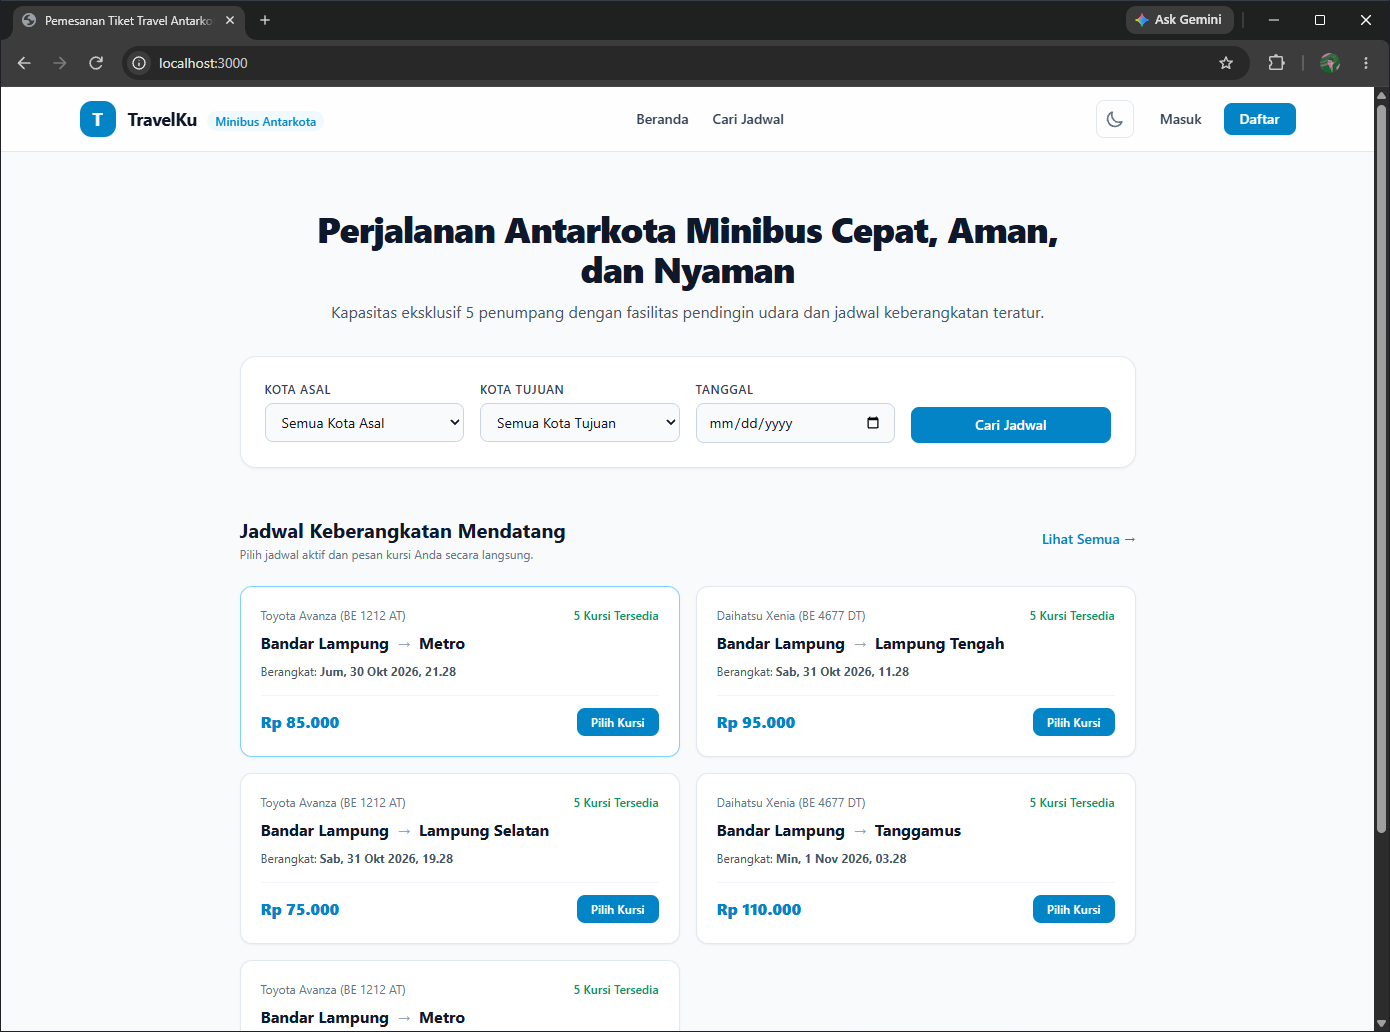 Pemesanan Tiket Travel Antarko
Ask Gemini
localhost:3000
T TravelKu Minibus Antarkota
Beranda Cari Jadwal
Masuk Daftar
Perjalanan Antarkota Minibus Cepat, Aman,
dan Nyaman
Kapasitas eksklusif 5 penumpang dengan fasilitas pendingin udara dan jadwal keberangkatan teratur.
KOTA ASAL KOTA TUJUAN TANGGAL
Semua Kota Asal Semua Kota Tujuan mm/dd/yyyy Cari Jadwal
Jadwal Keberangkatan Mendatang
Pilih jadwal aktif dan pesan kursi Anda secara langsung.
Lihat Semua →
Toyota Avanza (BE 1212 AT) 5 Kursi Tersedia
Bandar Lampung → Metro
Berangkat: Jum, 30 Okt 2026, 21.28
Rp 85.000 Pilih Kursi
Daihatsu Xenia (BE 4677 DT) 5 Kursi Tersedia
Bandar Lampung → Lampung Tengah
Berangkat: Sab, 31 Okt 2026, 11.28
Rp 95.000 Pilih Kursi
Toyota Avanza (BE 1212 AT) 5 Kursi Tersedia
Bandar Lampung → Lampung Selatan
Berangkat: Sab, 31 Okt 2026, 19.28
Rp 75.000 Pilih Kursi
Daihatsu Xenia (BE 4677 DT) 5 Kursi Tersedia
Bandar Lampung → Tanggamus
Berangkat: Min, 1 Nov 2026, 03.28
Rp 110.000 Pilih Kursi
Toyota Avanza (BE 1212 AT) 5 Kursi Tersedia
Bandar Lampung → Metro